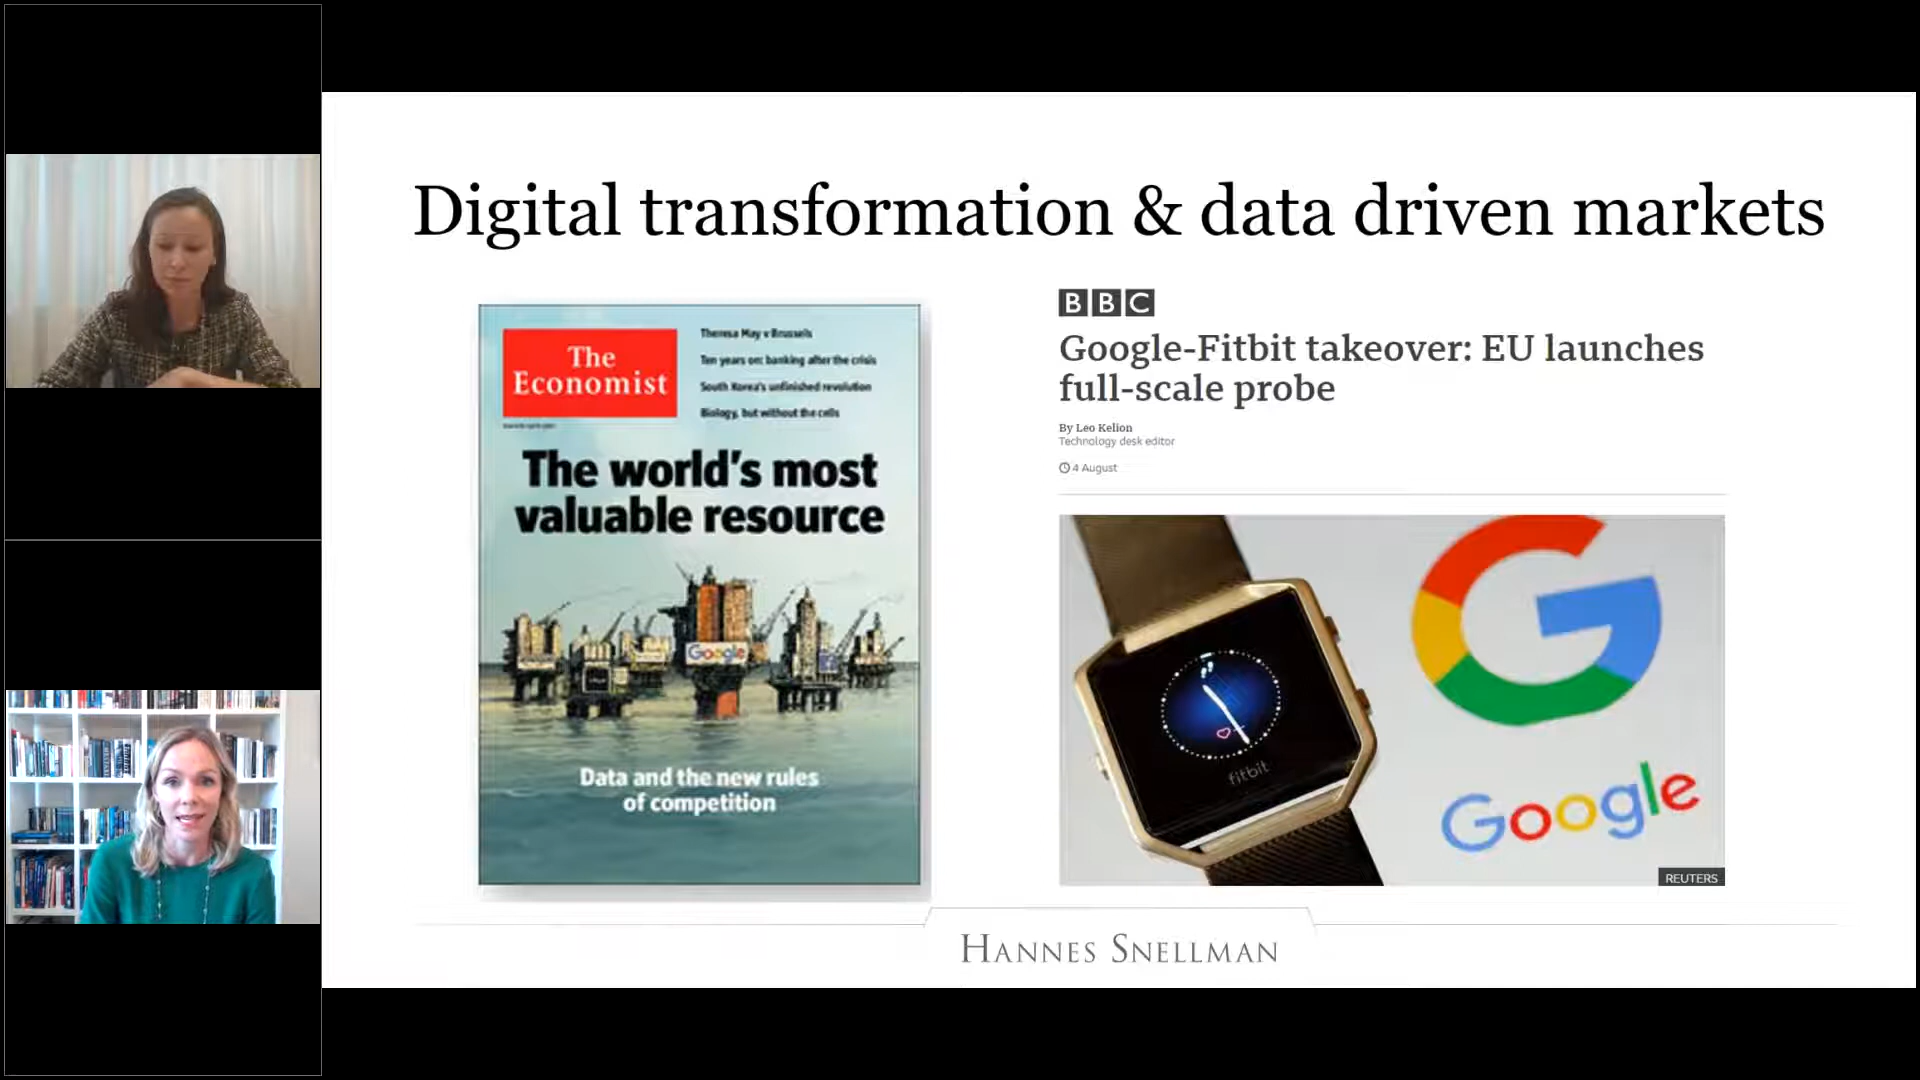 Digital transformation & data driven markets
The
Economist
Theresa May v Brussels
Ten years on: banking after the crisis
South Korea's unfinished revolution
Biology, but without the cells
The world's most
valuable resource
Google
Data and the new rules
of competition
BBC
Google-Fitbit takeover: EU launches
full-scale probe
By Leo Kelion
Technology desk editor
4 August
fitbit
G
Google
REUTERS
HANNES SNELLMAN